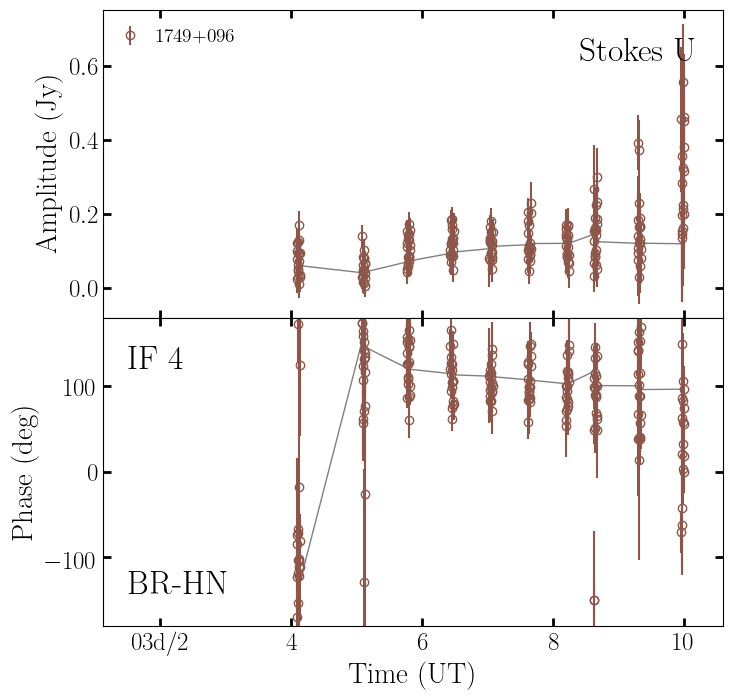 1749+096
Stokes U
Amplitude (Jy)
0.6
0.4
0.2
0.0
IF 4
Phase (deg)
100
0
−100
BR-HN
03d/2 4 6 8 10
Time (UT)